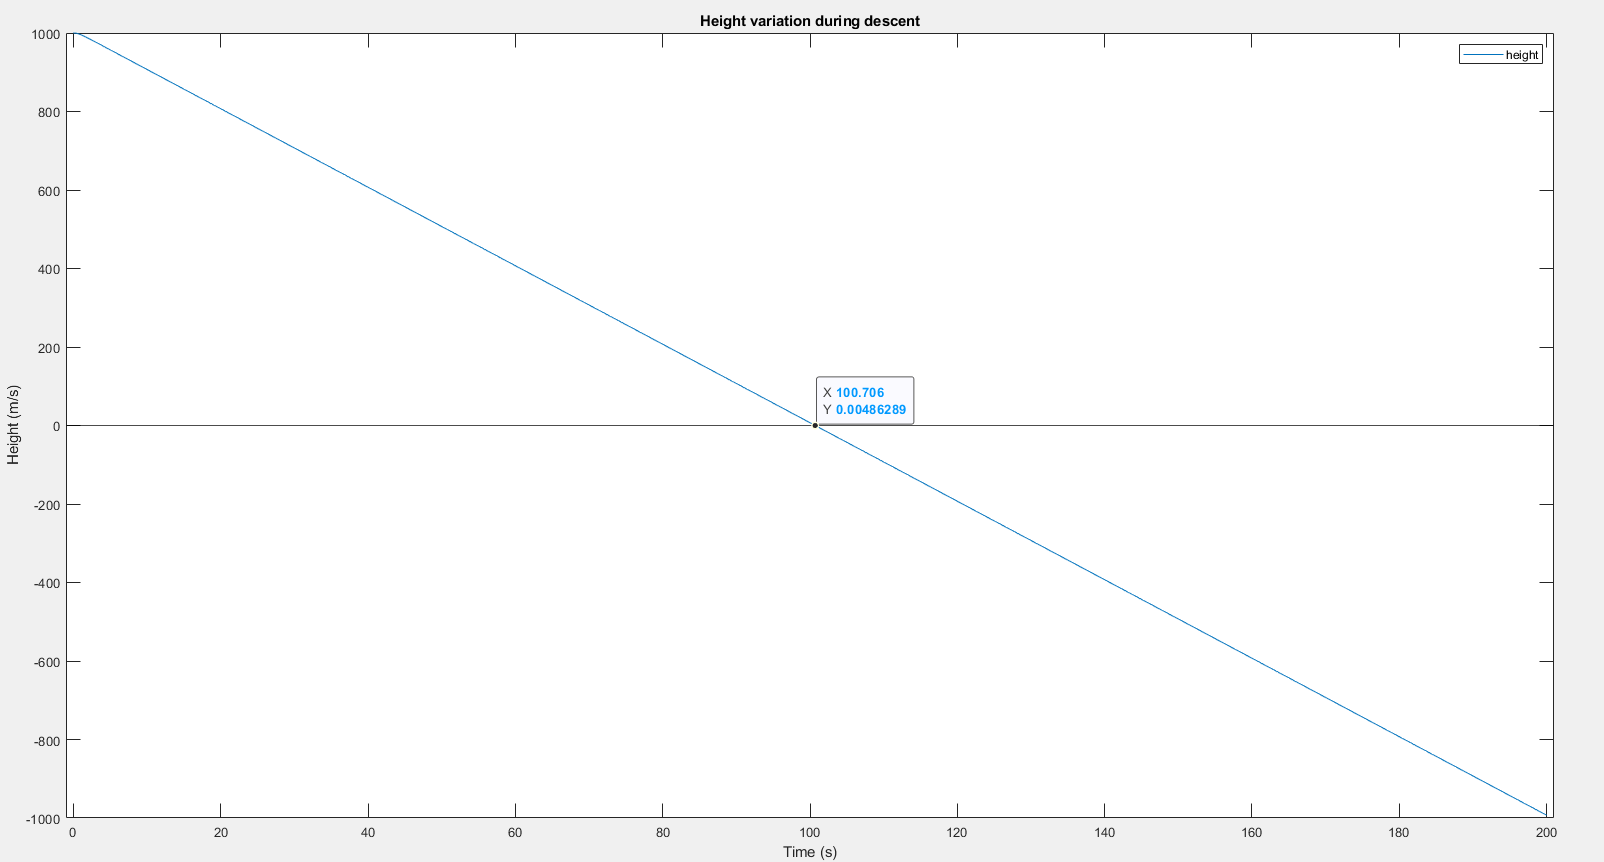 Height variation during descent
height
1000
800
600
400
200
0
-200
-400
-600
-800
-1000
Height (m/s)
X 100.706
Y 0.00486289
0 20 40 60 80 100 120 140 160 180 200
Time (s)